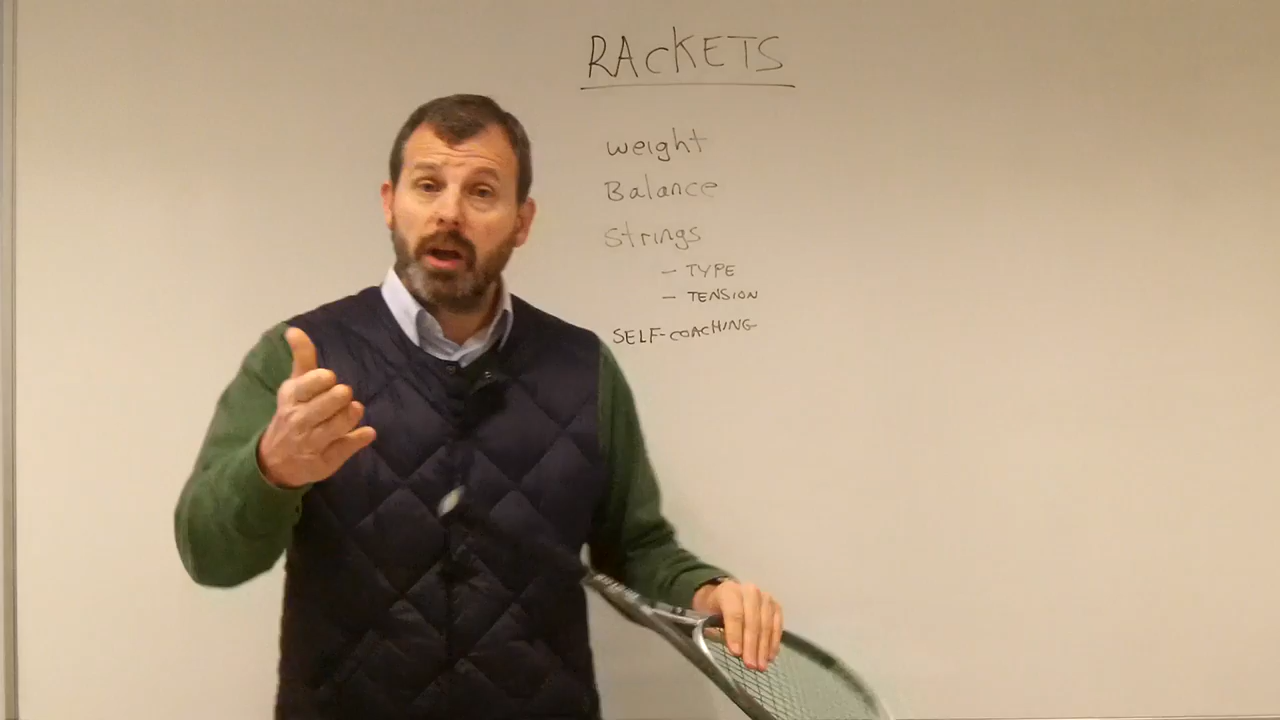 RACKETS
weight
Balance
Strings
- TYPE
- TENSION
SELF-COACHING